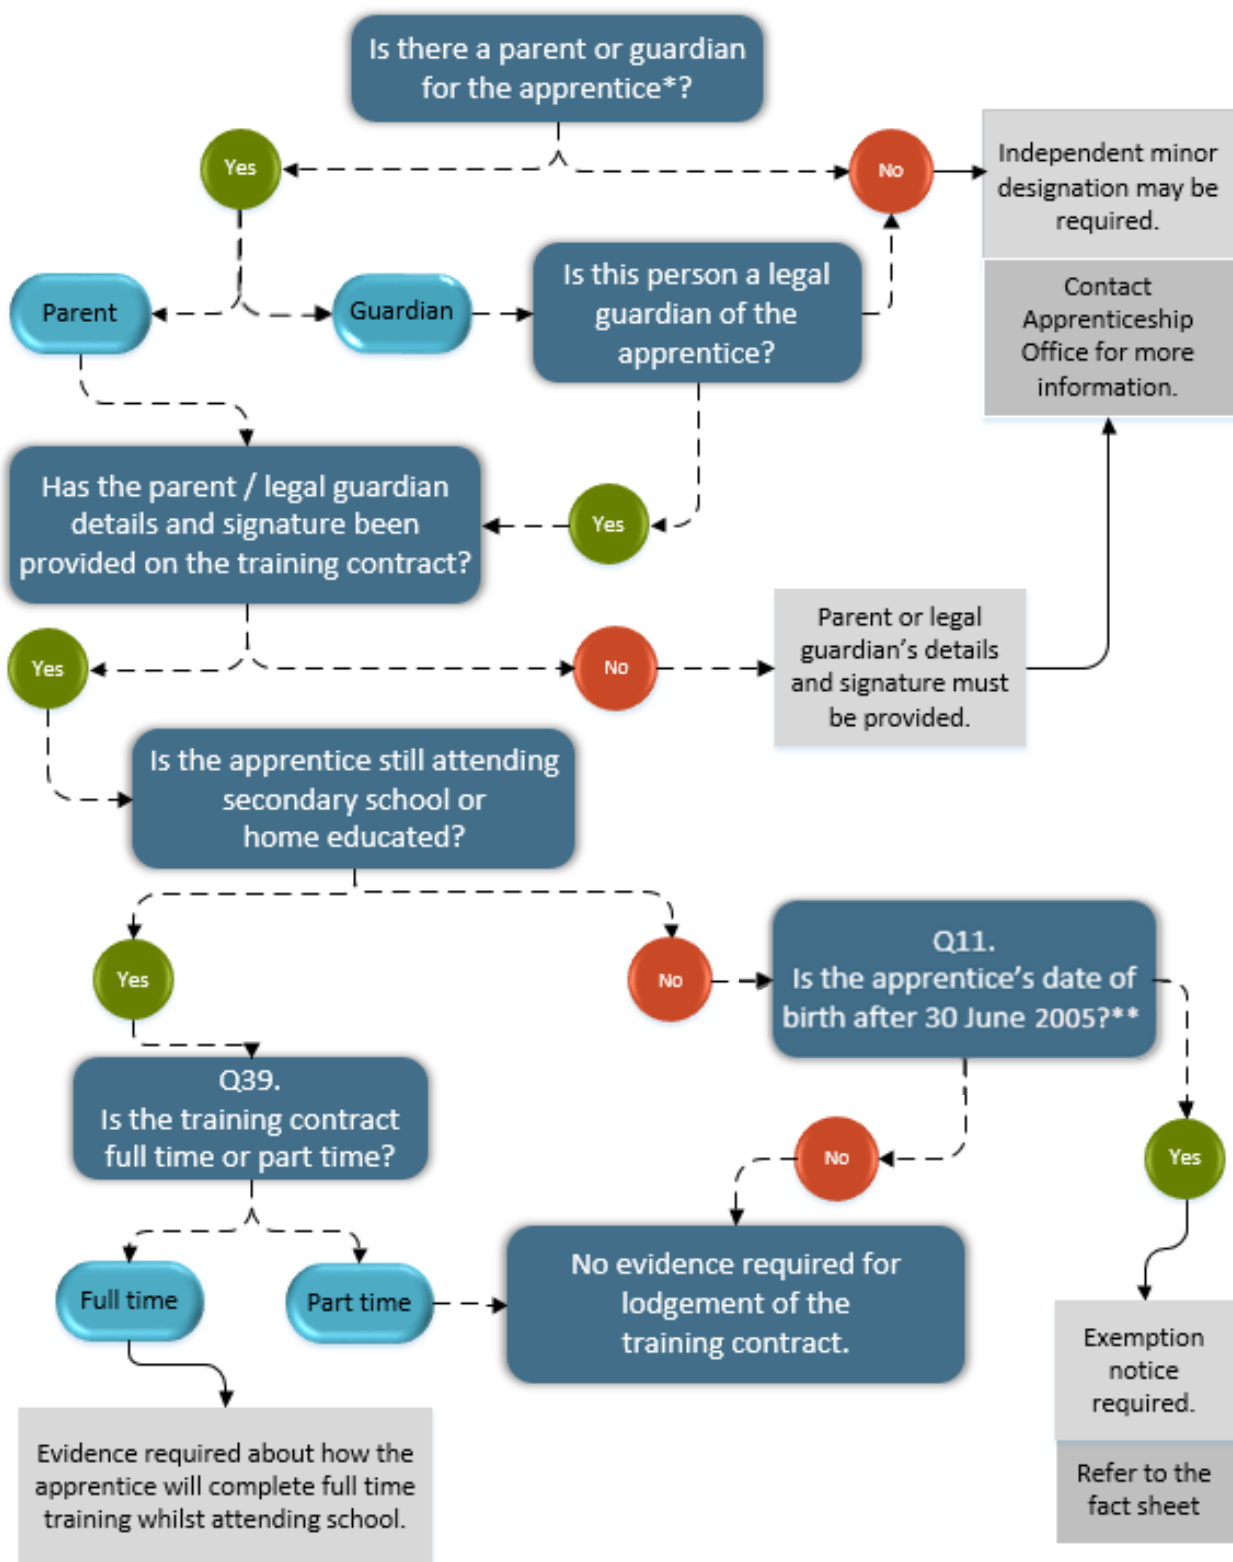 Is there a parent or guardian
for the apprentice*?
Yes
No
Independent minor
designation may be
required.
Contact
Apprenticeship
Office for more
information.
Parent
Guardian
Is this person a legal
guardian of the
apprentice?
Has the parent / legal guardian
details and signature been
provided on the training contract?
Yes
Yes
No
Parent or legal
guardian’s details
and signature must
be provided.
Is the apprentice still attending
secondary school or
home educated?
Yes
No
Q11.
Is the apprentice’s date of
birth after 30 June 2005?**
Q39.
Is the training contract
full time or part time?
No
Yes
Full time
Part time
No evidence required for
lodgement of the
training contract.
Exemption
notice
required.
Refer to the
fact sheet
Evidence required about how the
apprentice will complete full time
training whilst attending school.